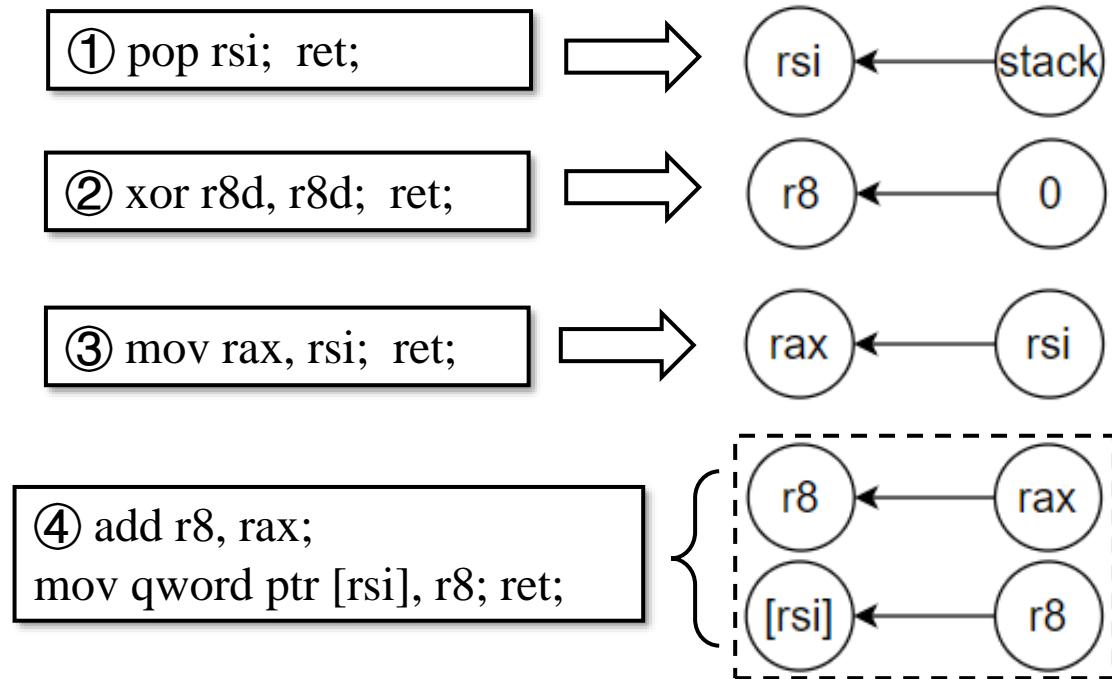 ① pop rsi; ret;
rsi
stack
② xor r8d, r8d; ret;
r8
0
③ mov rax, rsi; ret;
rax
rsi
④ add r8, rax;
mov qword ptr [rsi], r8; ret;
r8
rax
[rsi]
r8